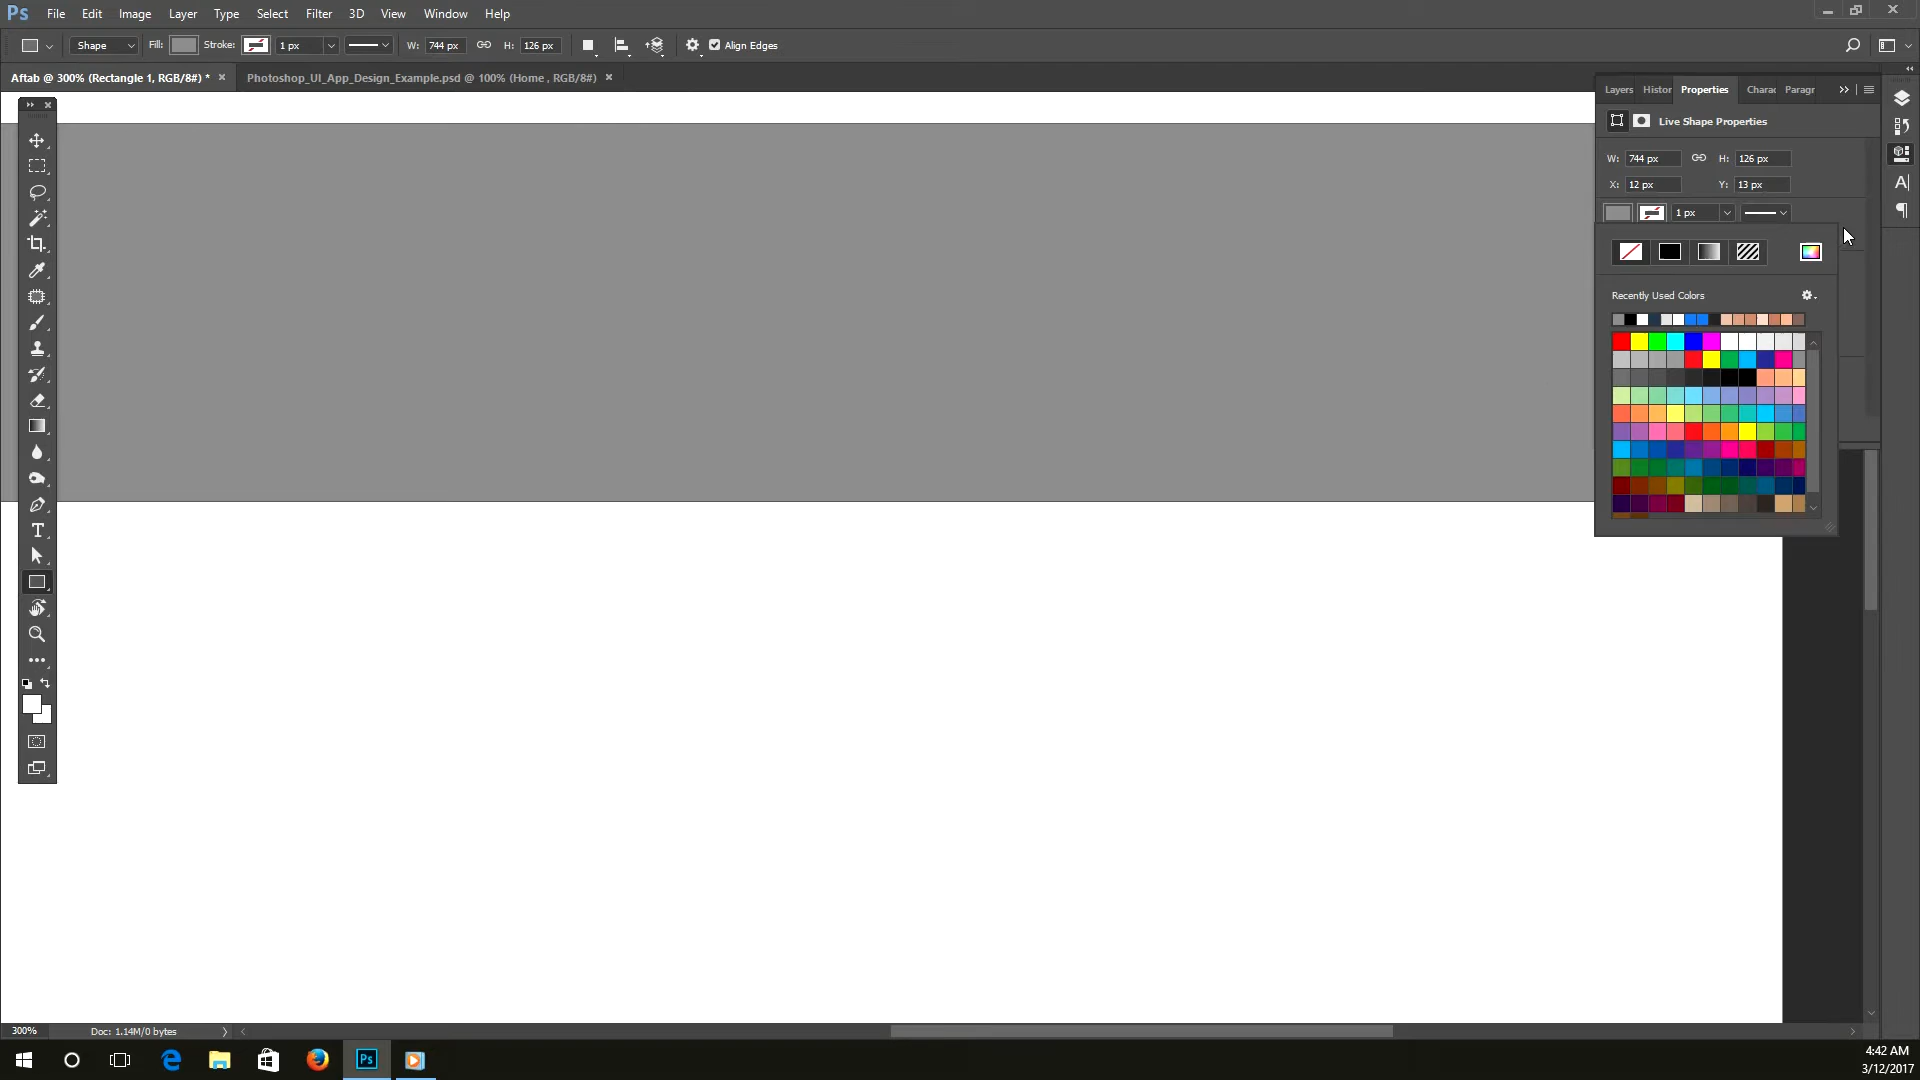 Ps File Edit Image Layer Type Select Filter 3D View Window Help
Shape Fill: Stroke: 1 px W: 744 px H: 126 px Align Edges
Aftab @ 300% (Rectangle 1, RGB/8#) * × Photoshop_UI_App_Design_Example.psd @ 100% (Home , RGB/8#) ×
Layers Histor Properties Charac Paragr
Live Shape Properties
W: 744 px H: 126 px
X: 12 px Y: 13 px
1 px
Recently Used Colors
300% Doc: 1.14M/0 bytes
Ps
4:42 AM
3/12/2017